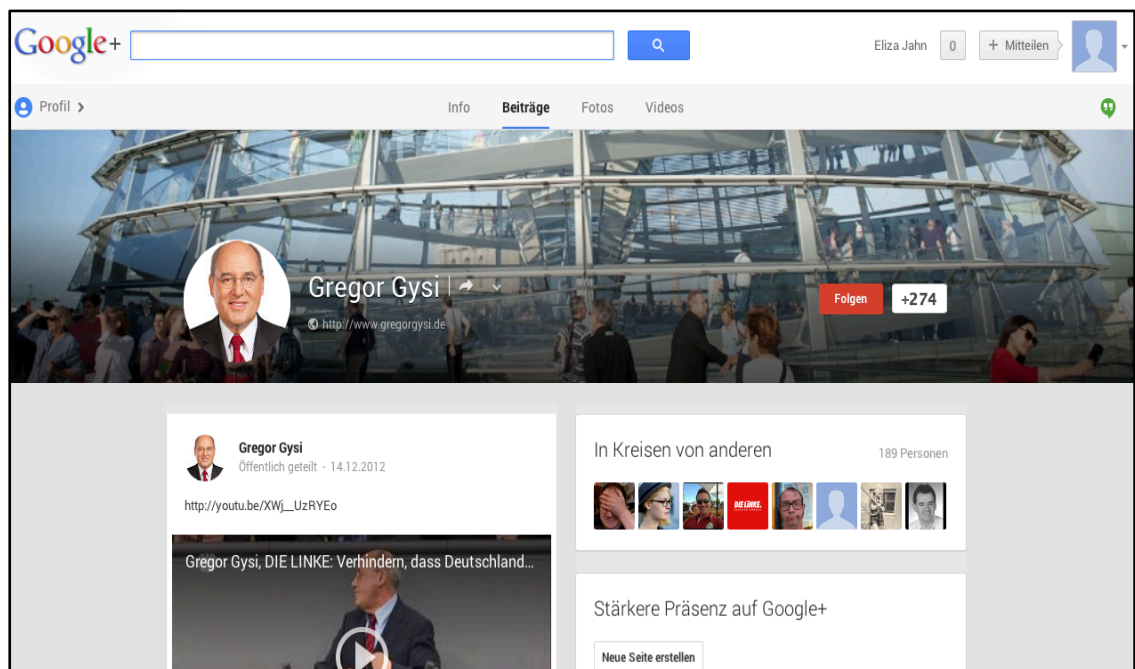 Google+
Eliza Jahn 0 + Mitteilen
Profil >
Info Beiträge Fotos Videos
Gregor Gysi
http://www.gregorgysi.de
Folgen +274
Gregor Gysi
Öffentlich geteilt - 14.12.2012
http://youtu.be/XWj__UzRYEo
Gregor Gysi, DIE LINKE: Verhindern, dass Deutschland...
In Kreisen von anderen 189 Personen
DIE LINKE.
Stärkere Präsenz auf Google+
Neue Seite erstellen